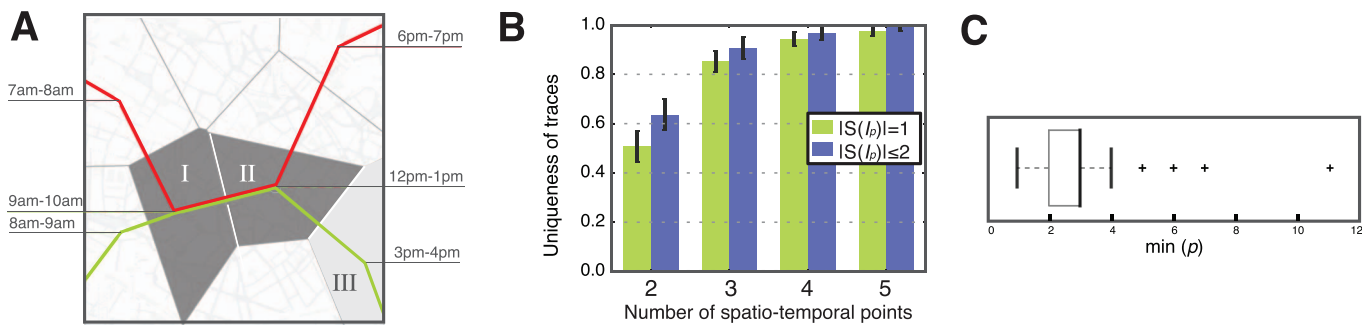 A
6pm-7pm
7am-8am
I
II
12pm-1pm
9am-10am
8am-9am
3pm-4pm
III
B
Uniqueness of traces
1.0
0.8
0.6
0.4
0.2
0.0
|S(Ip)|=1
|S(Ip)|≤2
2 3 4 5
Number of spatio-temporal points
C
0 2 4 6 8 10 12
min (p)